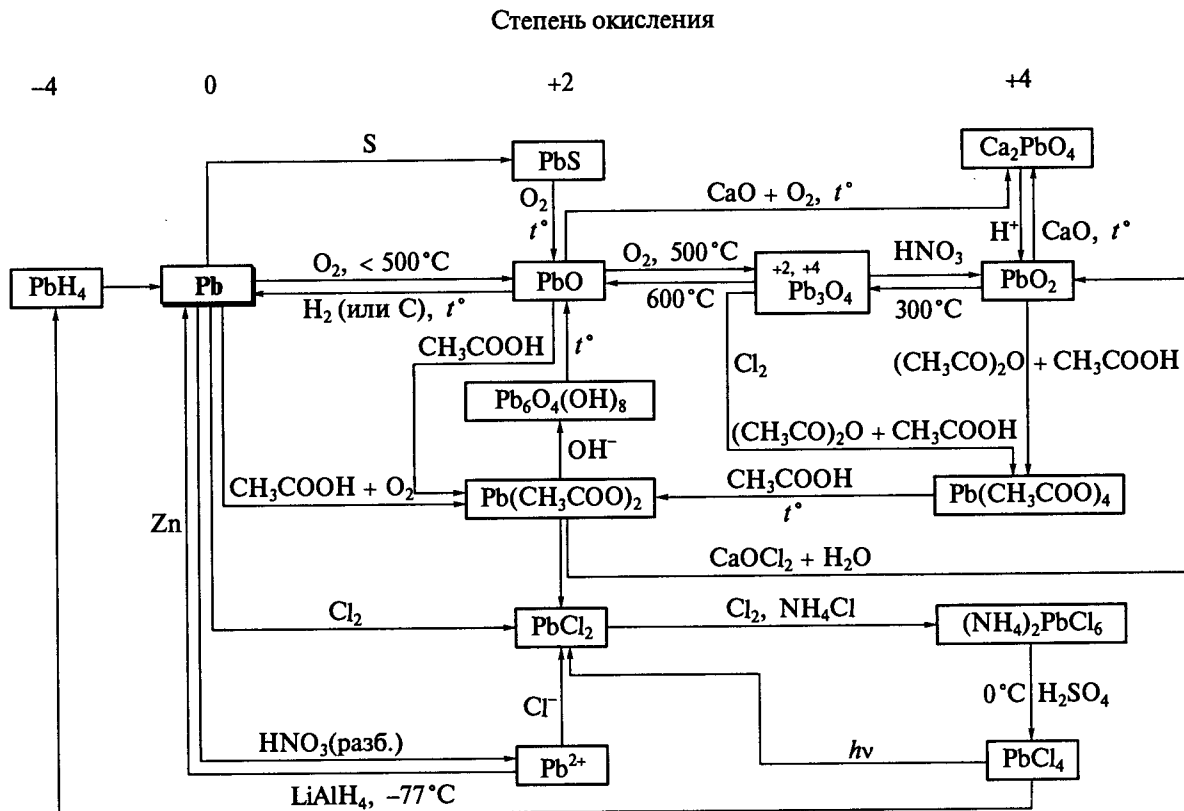 Степень окисления
–4 0 +2 +4
S
PbS
Ca₂PbO₄
O₂
t°
CaO + O₂, t°
H⁺
CaO, t°
PbH₄
Pb
O₂, < 500°C
H₂ (или C), t°
PbO
O₂, 500°C
600°C
+2, +4
Pb₃O₄
HNO₃
300°C
PbO₂
CH₃COOH
t°
Cl₂
(CH₃CO)₂O + CH₃COOH
Pb₆O₄(OH)₈
(CH₃CO)₂O + CH₃COOH
OH⁻
CH₃COOH + O₂
Pb(CH₃COO)₂
CH₃COOH
t°
Pb(CH₃COO)₄
Zn
CaOCl₂ + H₂O
Cl₂
PbCl₂
Cl₂, NH₄Cl
(NH₄)₂PbCl₆
Cl⁻
0°C H₂SO₄
HNO₃(разб.)
Pb²⁺
hν
PbCl₄
LiAlH₄, –77°C